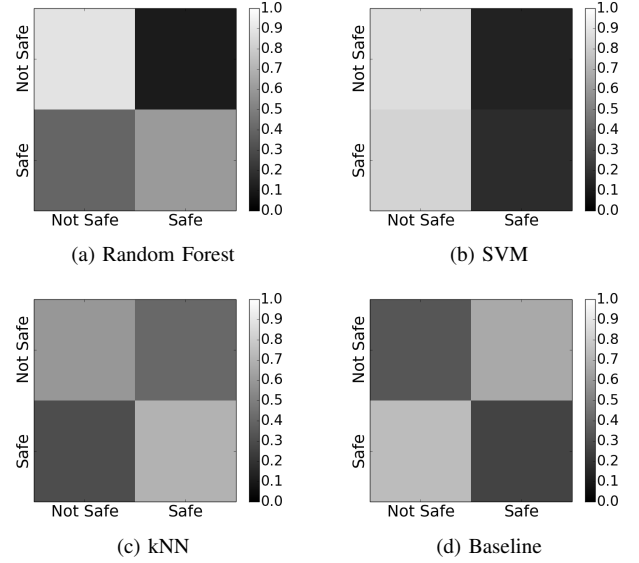 Not Safe
Safe
Not Safe Safe
1.0
0.9
0.8
0.7
0.6
0.5
0.4
0.3
0.2
0.1
0.0
(a) Random Forest
Not Safe
Safe
Not Safe Safe
1.0
0.9
0.8
0.7
0.6
0.5
0.4
0.3
0.2
0.1
0.0
(b) SVM
Not Safe
Safe
Not Safe Safe
1.0
0.9
0.8
0.7
0.6
0.5
0.4
0.3
0.2
0.1
0.0
(c) kNN
Not Safe
Safe
Not Safe Safe
1.0
0.9
0.8
0.7
0.6
0.5
0.4
0.3
0.2
0.1
0.0
(d) Baseline